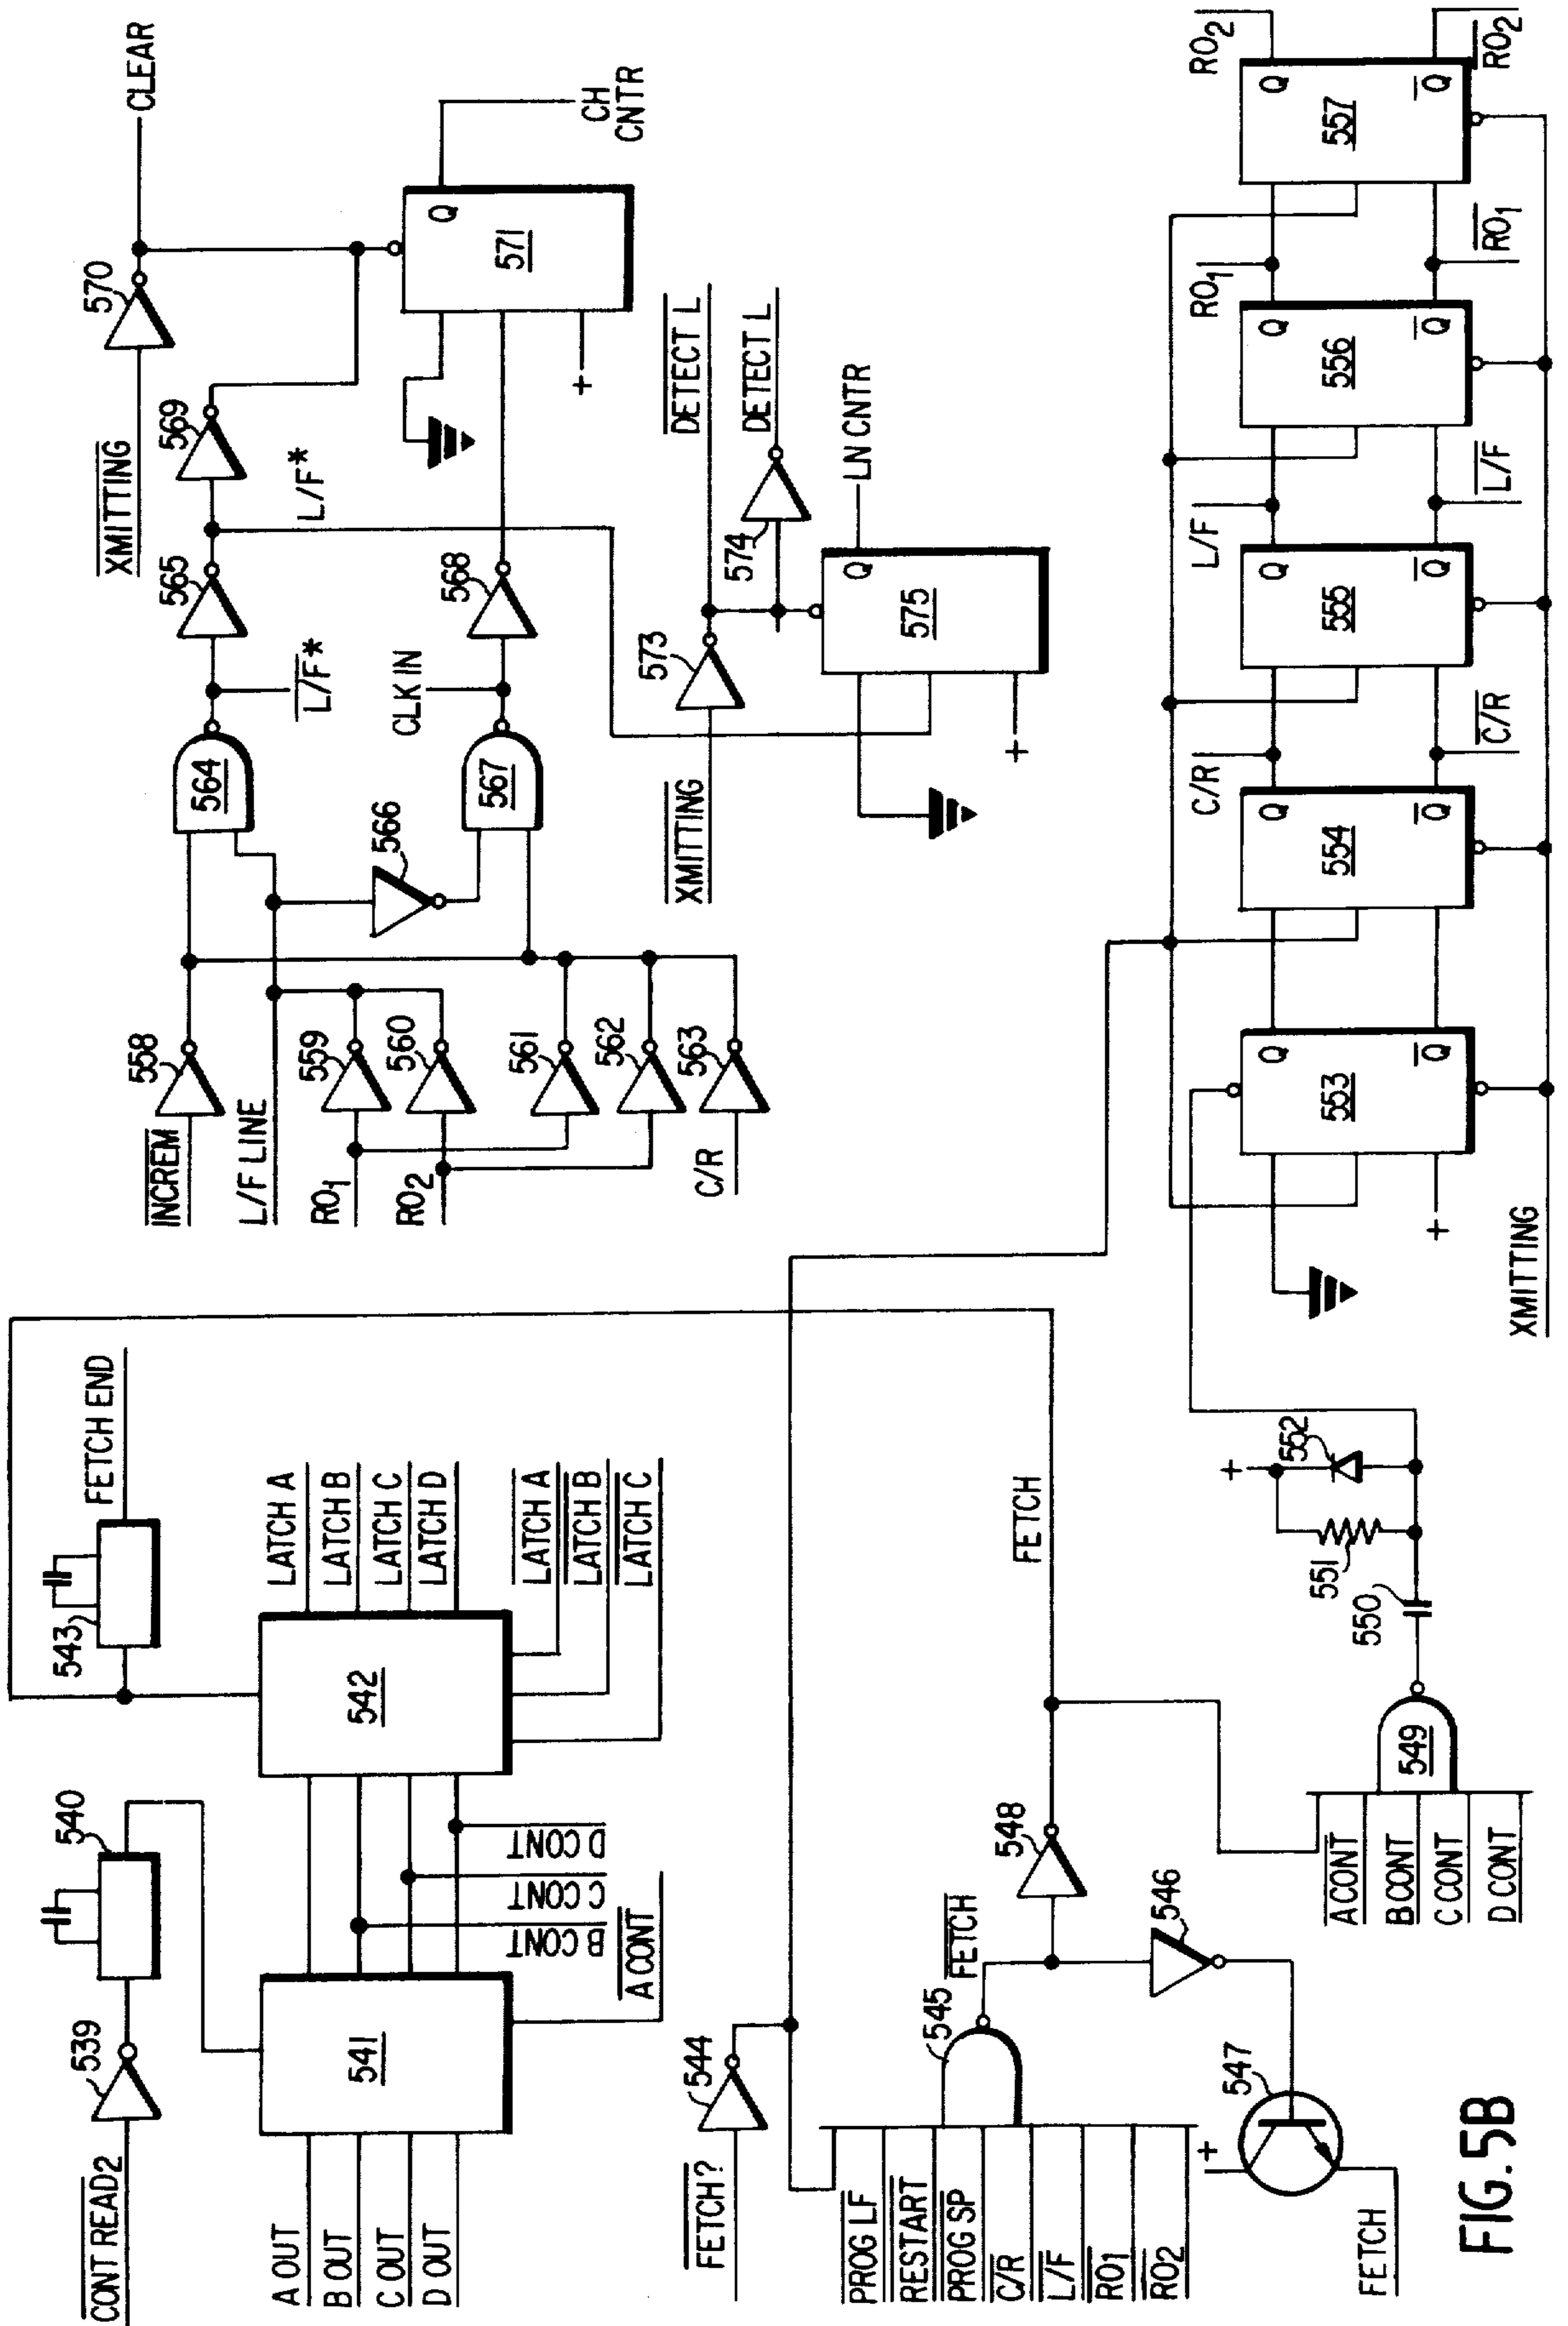 CONT READ2
539
540
543
FETCH END
A OUT
B OUT
C OUT
D OUT
541
542
LATCH A
LATCH B
LATCH C
LATCH D
B CONT
C CONT
D CONT
A CONT
LATCH A
LATCH B
LATCH C
INCREM
558
L/F LINE
RO1
559
RO2
560
561
562
C/R
563
564
L/F*
565
L/F*
569
XMITTING
570
CLEAR
566
567
CLK IN
568
571
Q
CH
CNTR
+
XMITTING
573
DETECT L
574
DETECT L
575
Q
LN CNTR
+
FETCH?
544
PROG LF
RESTART
PROG SP
C/R
L/F
RO1
RO2
545
FETCH
548
FETCH
546
547
+
FETCH
A CONT
B CONT
C CONT
D CONT
549
550
551
552
+
553
Q
Q
+
XMITTING
554
Q
Q
C/R
C/R
555
Q
Q
L/F
L/F
556
Q
Q
RO1
RO1
557
Q
Q
RO2
RO2
FIG. 5B